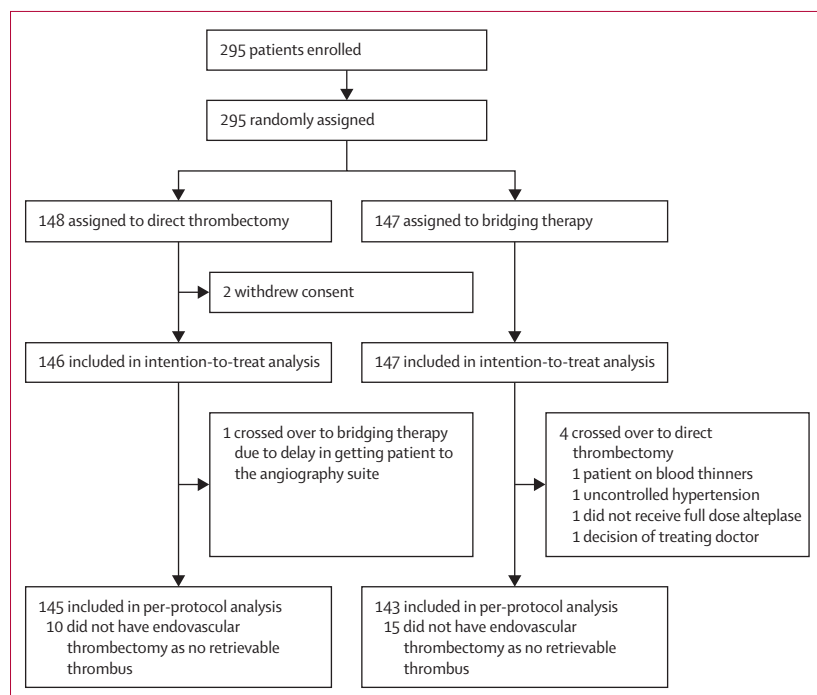 295 patients enrolled
295 randomly assigned
148 assigned to direct thrombectomy
147 assigned to bridging therapy
2 withdrew consent
146 included in intention-to-treat analysis
147 included in intention-to-treat analysis
1 crossed over to bridging therapy
due to delay in getting patient to
the angiography suite
4 crossed over to direct
thrombectomy
1 patient on blood thinners
1 uncontrolled hypertension
1 did not receive full dose alteplase
1 decision of treating doctor
145 included in per-protocol analysis
10 did not have endovascular
thrombectomy as no retrievable
thrombus
143 included in per-protocol analysis
15 did not have endovascular
thrombectomy as no retrievable
thrombus